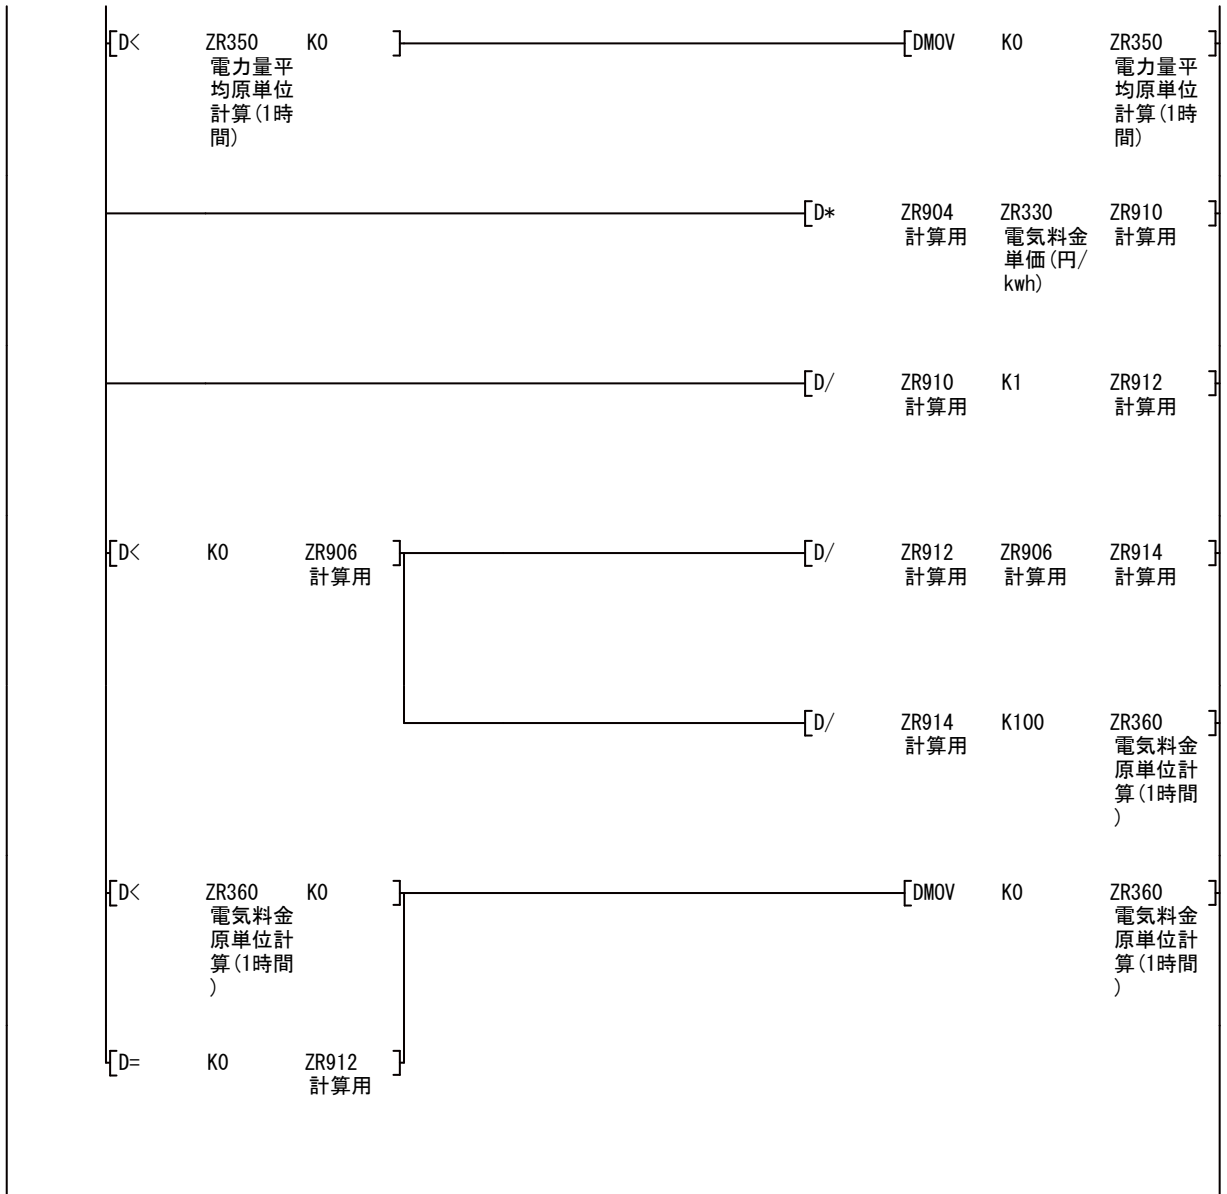 [D< ZR350 K0 ] [DMOV K0 ZR350 ]
電力量平 電力量平
均原単位 均原単位
計算(1時 計算(1時
間) 間)
[D* ZR904 ZR330 ZR910 ]
計算用 電気料金 計算用
単価(円/
kwh)
[D/ ZR910 K1 ZR912 ]
計算用 計算用
[D< K0 ZR906 ] [D/ ZR912 ZR906 ZR914 ]
計算用 計算用 計算用 計算用
[D/ ZR914 K100 ZR360 ]
計算用 電気料金
原単位計
算(1時間
)
[D< ZR360 K0 ] [DMOV K0 ZR360 ]
電気料金 電気料金
原単位計 原単位計
算(1時間 算(1時間
) )
[D= K0 ZR912 ]
計算用